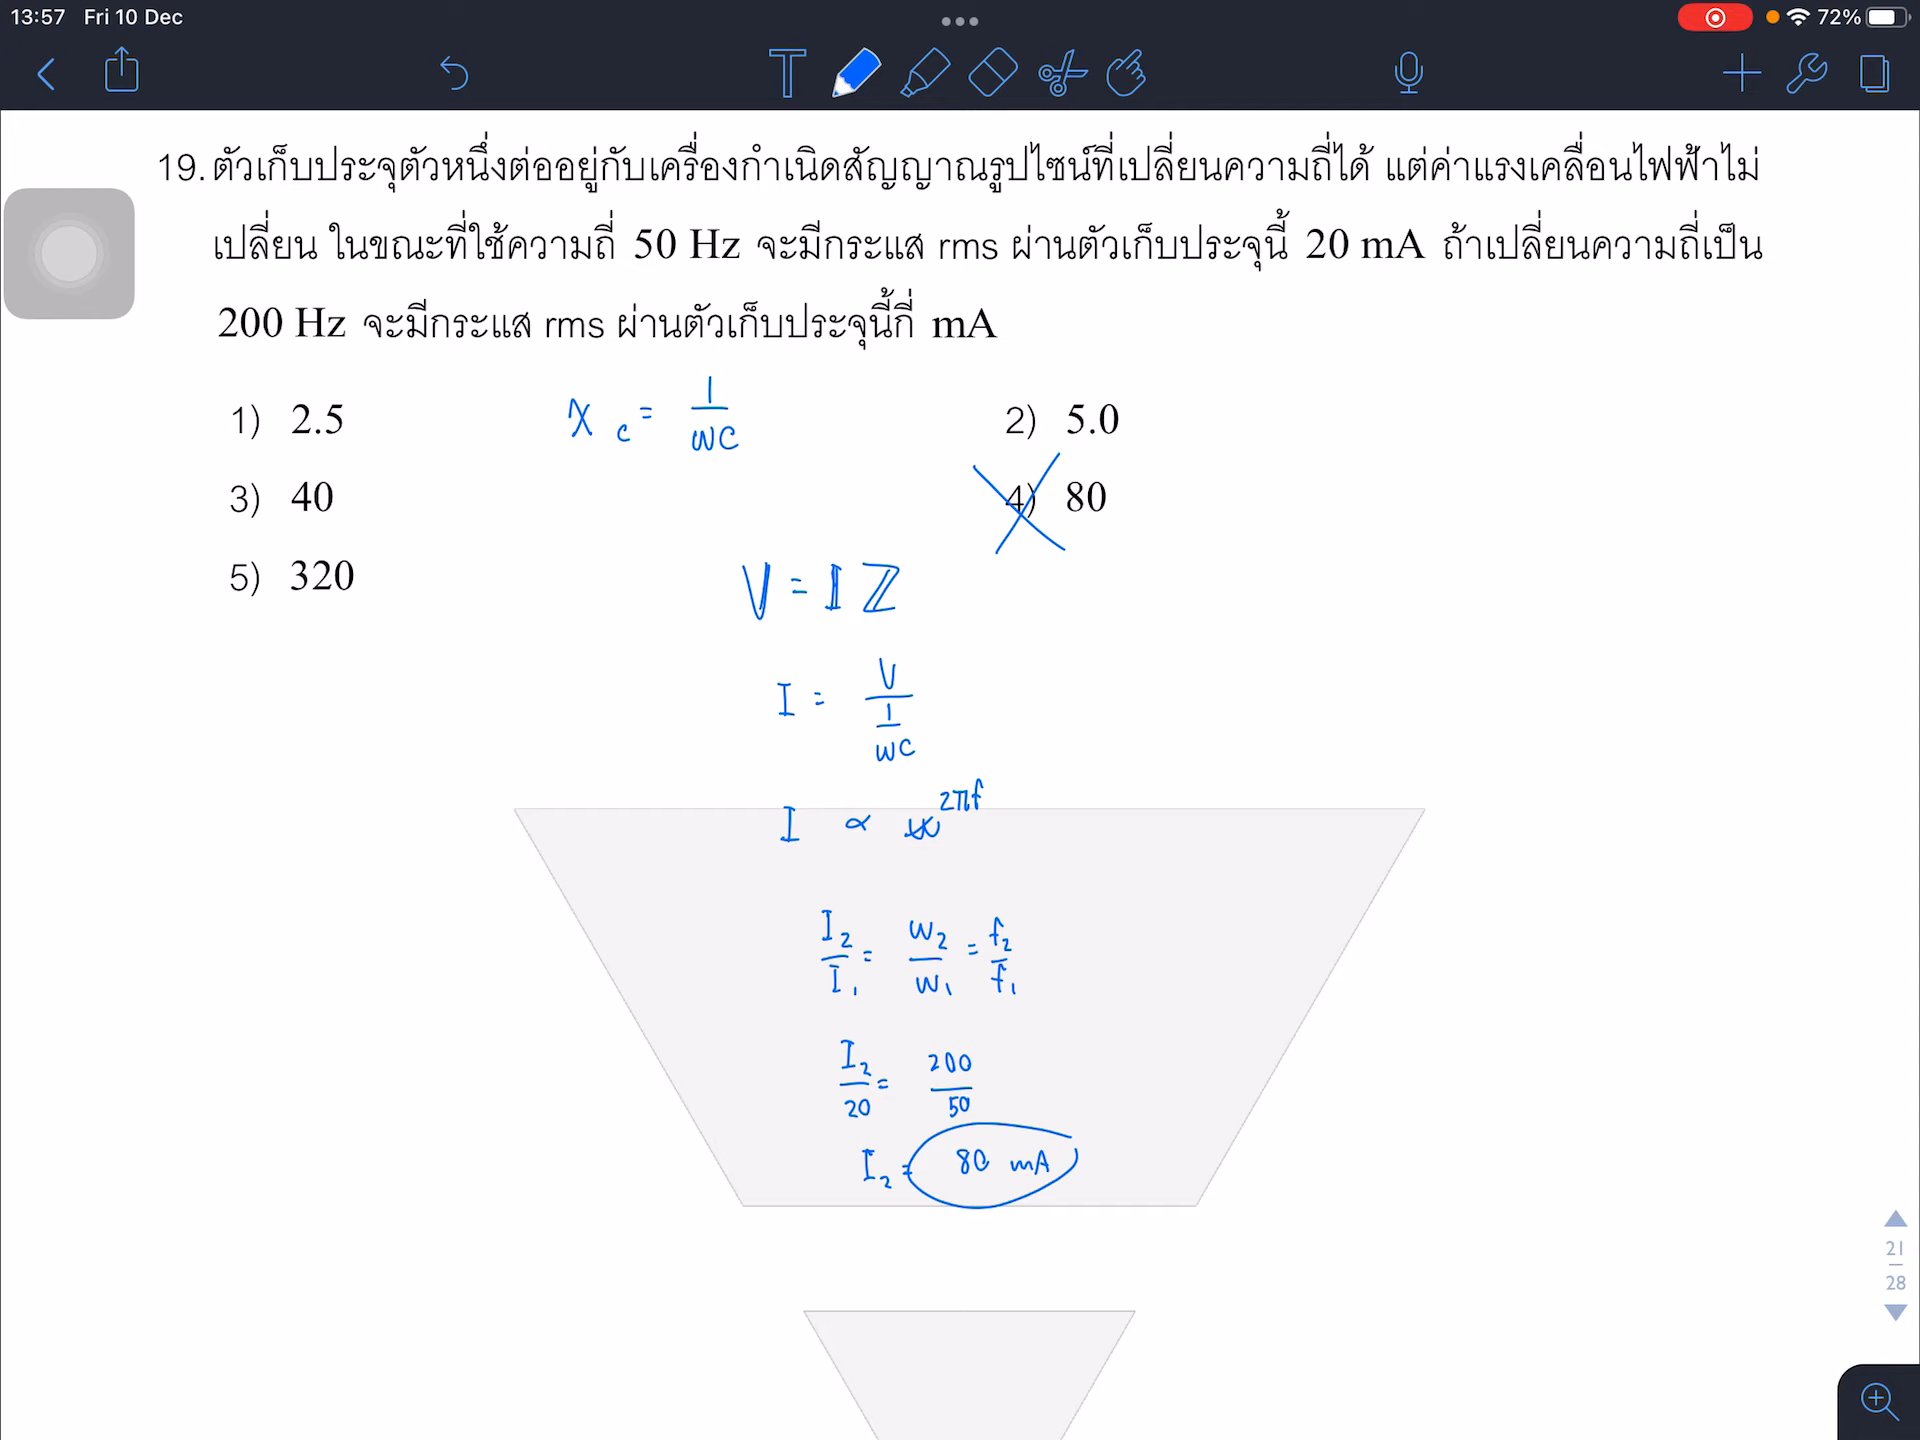 13:57 Fri 10 Dec
72%
19. ตัวเก็บประจุตัวหนึ่งต่ออยู่กับเครื่องกำเนิดสัญญาณรูปไซน์ที่เปลี่ยนความถี่ได้ แต่ค่าแรงเคลื่อนไฟฟ้าไม่
เปลี่ยน ในขณะที่ใช้ความถี่ 50 Hz จะมีกระแส rms ผ่านตัวเก็บประจุนี้ 20 mA ถ้าเปลี่ยนความถี่เป็น
200 Hz จะมีกระแส rms ผ่านตัวเก็บประจุนี้กี่ mA
1) 2.5
X_C = 1/ωC
2) 5.0
3) 40
4) 80
5) 320
V = I Z
I = V/(1/ωC)
I ∝ ω 2πf
I₂/I₁ = ω₂/ω₁ = f₂/f₁
I₂/20 = 200/50
I₂ = 80 mA
21
28